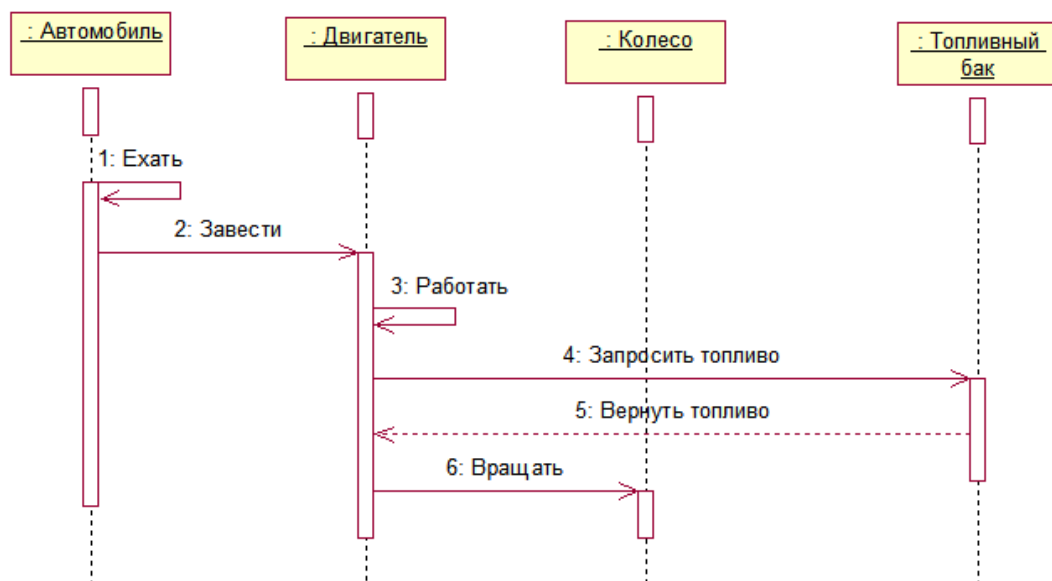 : Автомобиль
: Двигатель
: Колесо
: Топливный
бак
1: Ехать
2: Завести
3: Работать
4: Запросить топливо
5: Вернуть топливо
6: Вращать